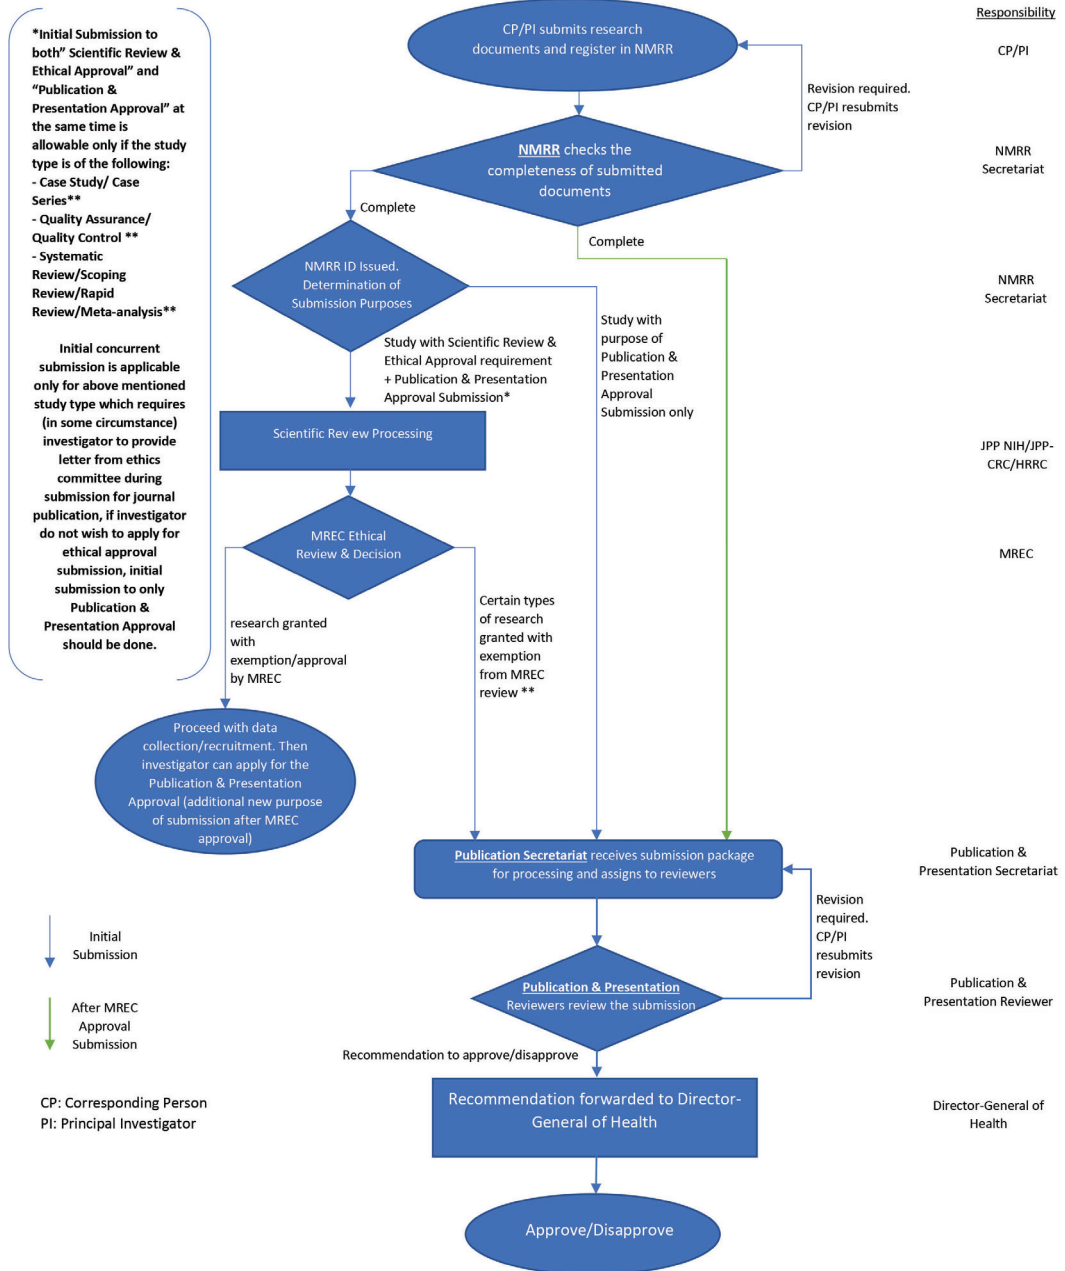 *Initial Submission to
both” Scientific Review &
Ethical Approval” and
“Publication &
Presentation Approval” at
the same time is
allowable only if the study
type is of the following:
- Case Study/ Case
Series**
- Quality Assurance/
Quality Control **
- Systematic
Review/Scoping
Review/Rapid
Review/Meta-analysis**
Initial concurrent
submission is applicable
only for above mentioned
study type which requires
(in some circumstance)
investigator to provide
letter from ethics
committee during
submission for journal
publication, if investigator
do not wish to apply for
ethical approval
submission, initial
submission to only
Publication &
Presentation Approval
should be done.
CP/PI submits research
documents and register in NMRR
Revision required.
CP/PI resubmits
revision
NMRR checks the
completeness of submitted
documents
Complete
Complete
NMRR ID Issued.
Determination of
Submission Purposes
Study with Scientific Review &
Ethical Approval requirement
+ Publication & Presentation
Approval Submission*
Study with
purpose of
Publication &
Presentation
Approval
Submission only
Scientific Review Processing
MREC Ethical
Review & Decision
research granted
with
exemption/approval
by MREC
Certain types
of research
granted with
exemption
from MREC
review **
Proceed with data
collection/recruitment. Then
investigator can apply for the
Publication & Presentation
Approval (additional new purpose
of submission after MREC
approval)
Publication Secretariat receives submission package
for processing and assigns to reviewers
Revision
required.
CP/PI
resubmits
revision
Publication & Presentation
Reviewers review the submission
Recommendation to approve/disapprove
Recommendation forwarded to Director-
General of Health
Approve/Disapprove
Initial
Submission
After MREC
Approval
Submission
CP: Corresponding Person
PI: Principal Investigator
Responsibility
CP/PI
NMRR
Secretariat
NMRR
Secretariat
JPP NIH/JPP-
CRC/HRRC
MREC
Publication &
Presentation Secretariat
Publication &
Presentation Reviewer
Director-General of
Health